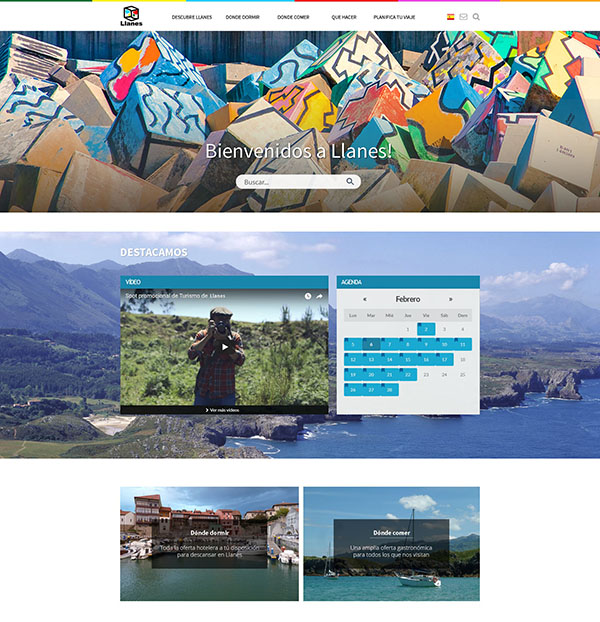 Llanes
DESCUBRE LLANES DONDE DORMIR DONDE COMER QUE HACER PLANIFICA TU VIAJE
Bienvenidos a Llanes!
Buscar...
DESTACAMOS
VÍDEO
Spot promocional de Turismo de Llanes
Ver más vídeos
AGENDA
« Febrero »
Lun Mar Mié Jue Vie Sáb Dom
1 2 3 4
5 6 7 8 9 10 11
12 13 14 15 16 17 18
19 20 21 22 23 24 25
26 27 28
Dónde dormir
Toda la oferta hotelera a tú disposición
para descansar en Llanes
Dónde comer
Una amplia oferta gastronómica
para todos los que nos visitan